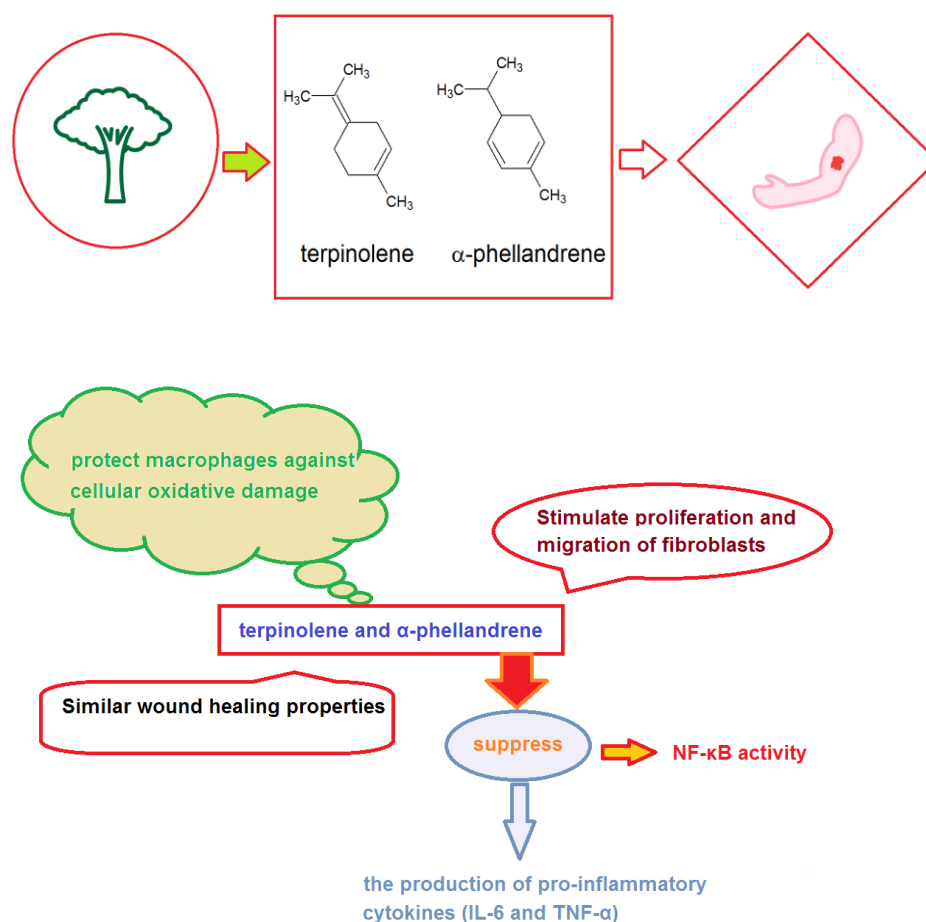 CH₃
H₃C
CH₃
terpinolene
CH₃
H₃C
CH₃
α-phellandrene
protect macrophages against
cellular oxidative damage
Stimulate proliferation and
migration of fibroblasts
terpinolene and α-phellandrene
Similar wound healing properties
suppress
NF-κB activity
the production of pro-inflammatory
cytokines (IL-6 and TNF-α)